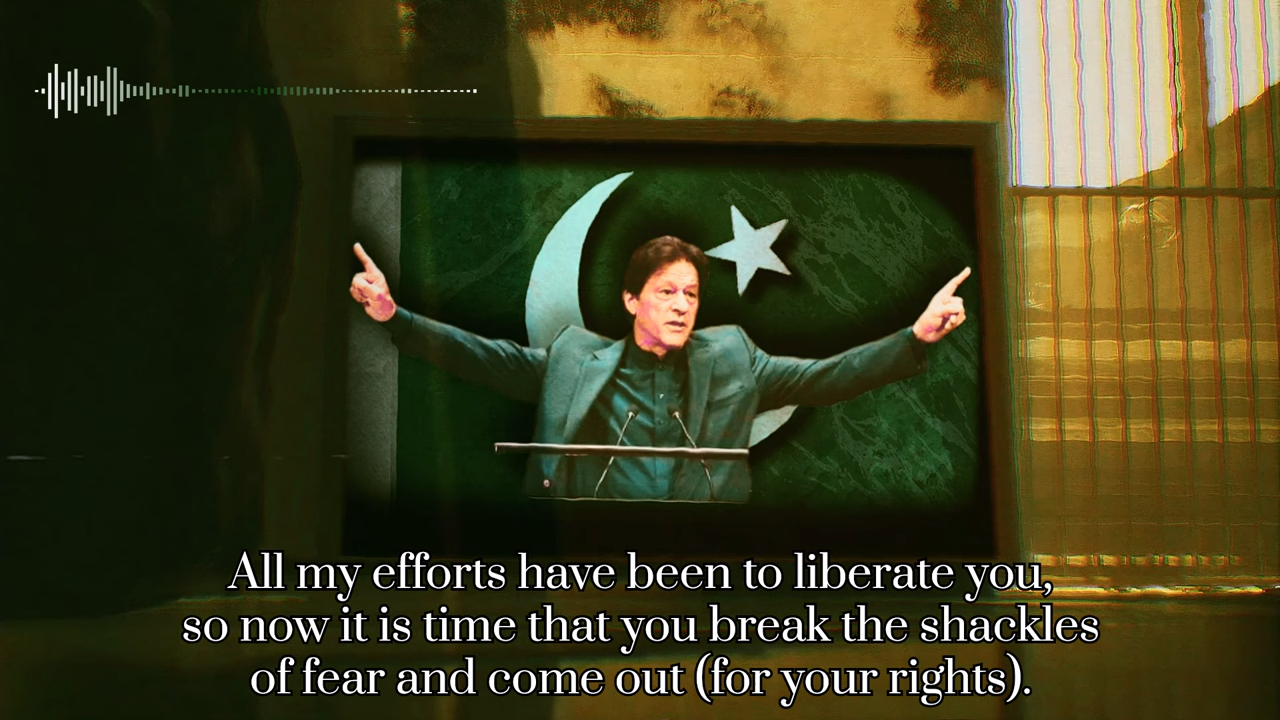 All my efforts have been to liberate you,
so now it is time that you break the shackles
of fear and come out (for your rights).